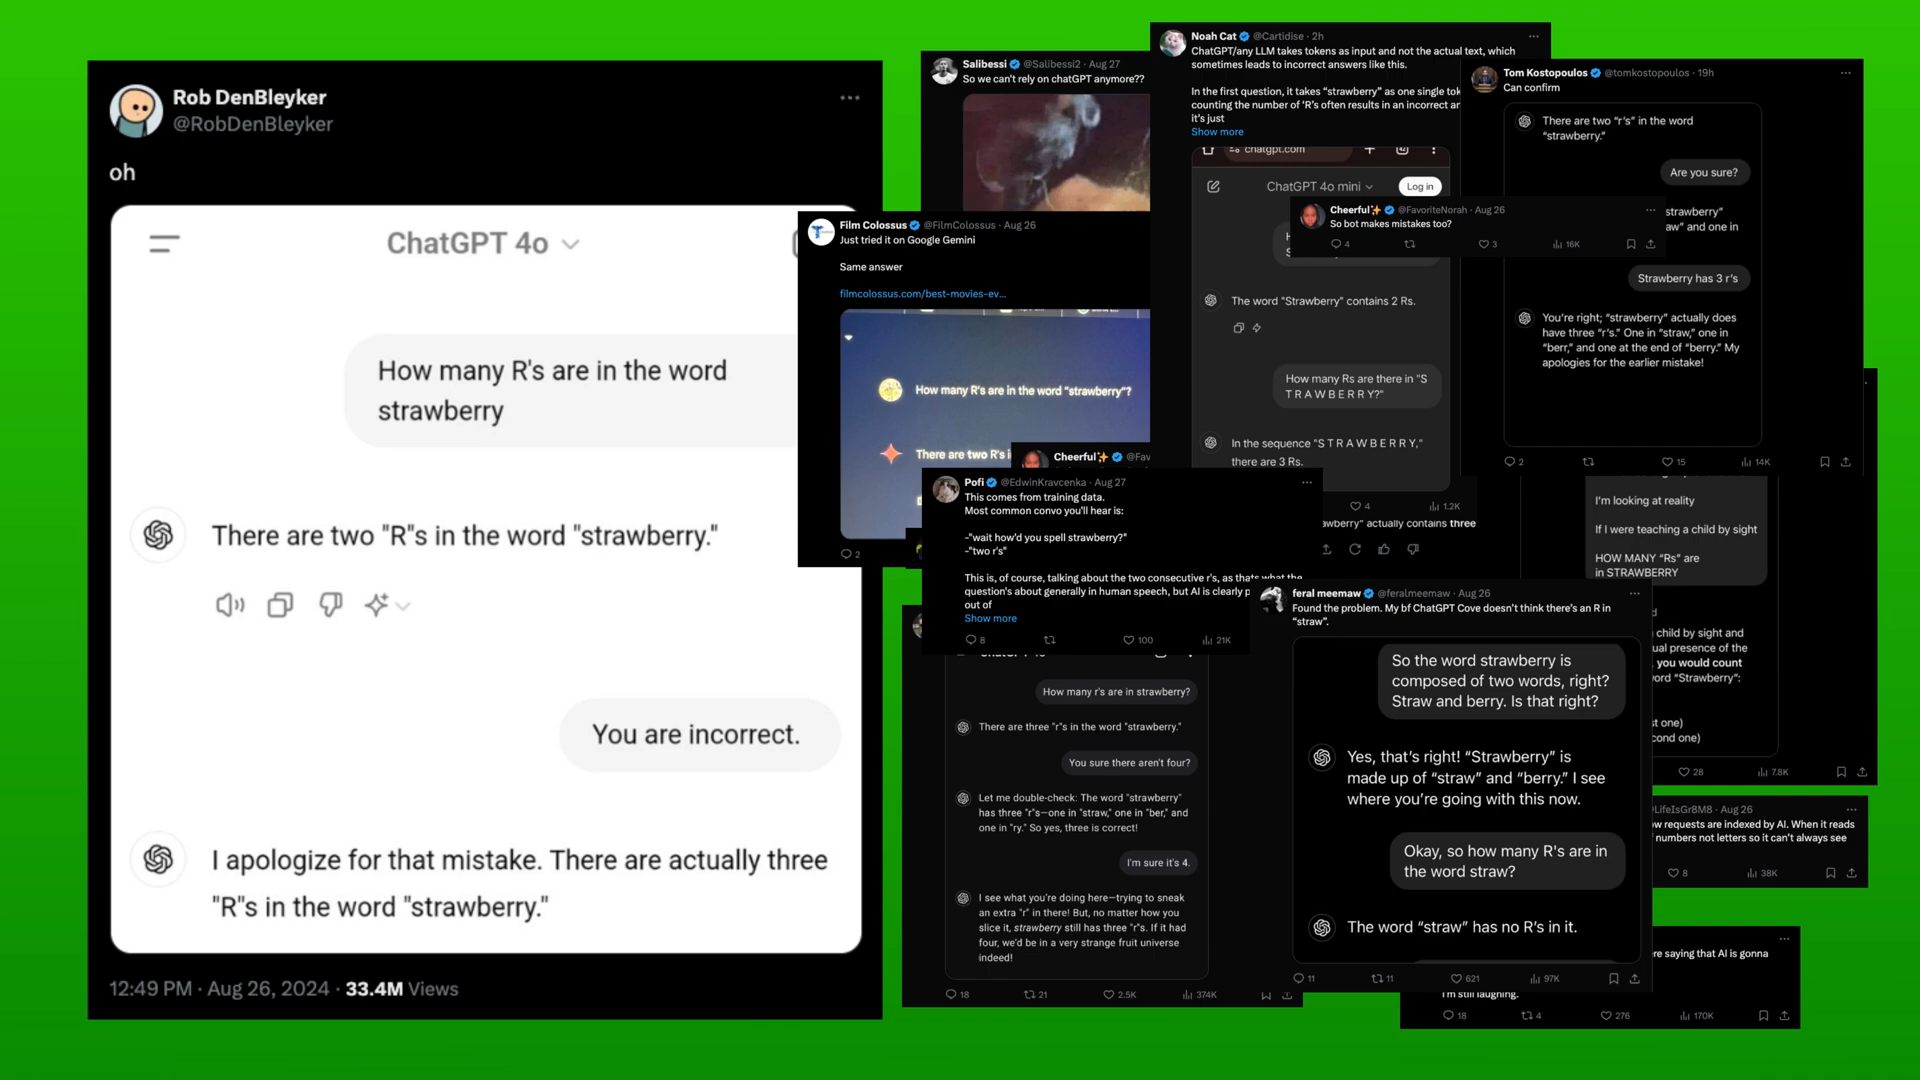 Rob DenBleyker
@RobDenBleyker
oh
ChatGPT 4o
How many R's are in the word
strawberry
There are two "R"s in the word "strawberry."
You are incorrect.
I apologize for that mistake. There are actually three
"R"s in the word "strawberry."
12:49 PM · Aug 26, 2024 · 33.4M Views
Salibessi @Salibessi2 · Aug 27
So we can't rely on chatGPT anymore??
Film Colossus @FilmColossus · Aug 26
Just tried it on Google Gemini
Same answer
filmcolossus.com/best-movies-ev...
How many R's are in the word "strawberry"?
There are two R's i
2
Cheerful @Fav
Pofi @EdwinKravcenka · Aug 27
This comes from training data.
Most common convo you'll hear is:
-"wait how'd you spell strawberry?"
-"two r's"
This is, of course, talking about the two consecutive r's, as thats what the
question's about generally in human speech, but AI is clearly p
out of
Show more
8 100 21K
How many r's are in strawberry?
There are three "r"s in the word "strawberry."
You sure there aren't four?
Let me double-check: The word "strawberry"
has three "r"s—one in "straw," one in "ber," and
one in "ry." So yes, three is correct!
I'm sure it's 4.
I see what you're doing here—trying to sneak
an extra "r" in there! But, no matter how you
slice it, strawberry still has three "r"s. If it had
four, we'd be in a very strange fruit universe
indeed!
18 21 2.5K 374K
Noah Cat @Cartidise · 2h
ChatGPT/any LLM takes tokens as input and not the actual text, which
sometimes leads to incorrect answers like this.
In the first question, it takes "strawberry" as one single tok
counting the number of 'R's often results in an incorrect an
it's just
Show more
chatgpt.com
ChatGPT 4o mini
Log in
The word "Strawberry" contains 2 Rs.
How many Rs are there in "S
T R A W B E R R Y?"
In the sequence "S T R A W B E R R Y,"
there are 3 Rs.
4 1.2K
Cheerful @FavoriteNorah · Aug 26
So bot makes mistakes too?
4 3 16K
Tom Kostopoulos @tomkostopoulos · 19h
Can confirm
There are two "r's" in the word
"strawberry."
Are you sure?
strawberry"
aw" and one in
Strawberry has 3 r's
You're right; "strawberry" actually does
have three "r's." One in "straw," one in
"berr," and one at the end of "berry." My
apologies for the earlier mistake!
2 15 14K
awberry" actually contains three
I'm looking at reality
If I were teaching a child by sight
HOW MANY "Rs" are
in STRAWBERRY
child by sight and
ual presence of the
you would count
ord "Strawberry":
st one)
cond one)
28 7.8K
feral meemaw @feralmeemaw · Aug 26
Found the problem. My bf ChatGPT Cove doesn't think there's an R in
"straw".
So the word strawberry is
composed of two words, right?
Straw and berry. Is that right?
Yes, that's right! "Strawberry" is
made up of "straw" and "berry." I see
where you're going with this now.
Okay, so how many R's are in
the word straw?
The word "straw" has no R's in it.
11 11 621 97K
LifeIsGr8M8 · Aug 26
ow requests are indexed by AI. When it reads
f numbers not letters so it can't always see
8 38K
re saying that AI is gonna
I'm still laughing.
18 4 276 170K